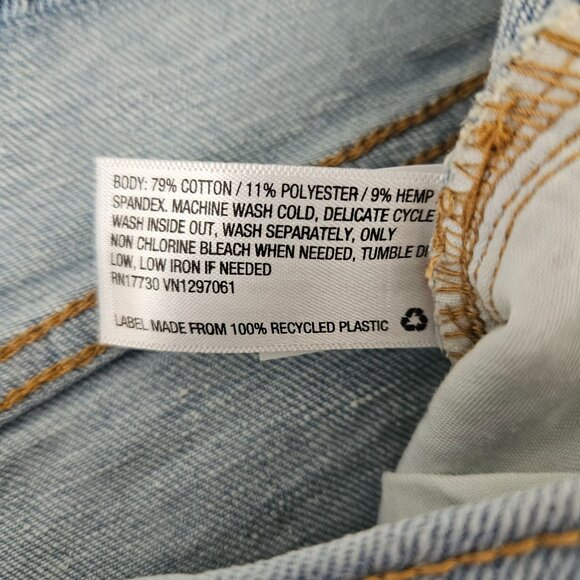 BODY: 79% COTTON / 11% POLYESTER / 9% HEMP
SPANDEX. MACHINE WASH COLD, DELICATE CYCLE
WASH INSIDE OUT, WASH SEPARATELY, ONLY
NON CHLORINE BLEACH WHEN NEEDED, TUMBLE
LOW, LOW IRON IF NEEDED
RN17730 VN1297061
LABEL MADE FROM 100% RECYCLED PLASTIC